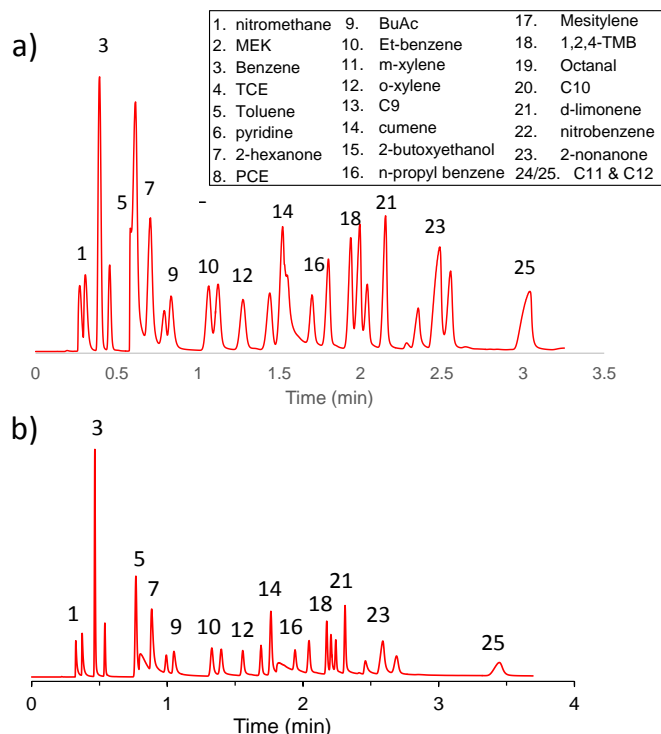 a)
1. nitromethane
2. MEK
3. Benzene
4. TCE
5. Toluene
6. pyridine
7. 2-hexanone
8. PCE
9. BuAc
10. Et-benzene
11. m-xylene
12. o-xylene
13. C9
14. cumene
15. 2-butoxyethanol
16. n-propyl benzene
17. Mesitylene
18. 1,2,4-TMB
19. Octanal
20. C10
21. d-limonene
22. nitrobenzene
23. 2-nonanone
24/25. C11 & C12
1 3 5 7 9 10 12 14 16 18 21 23 25
0 0.5 1 1.5 2 2.5 3 3.5
Time (min)
b)
1 3 5 7 9 10 12 14 16 18 21 23 25
0 1 2 3 4
Time (min)